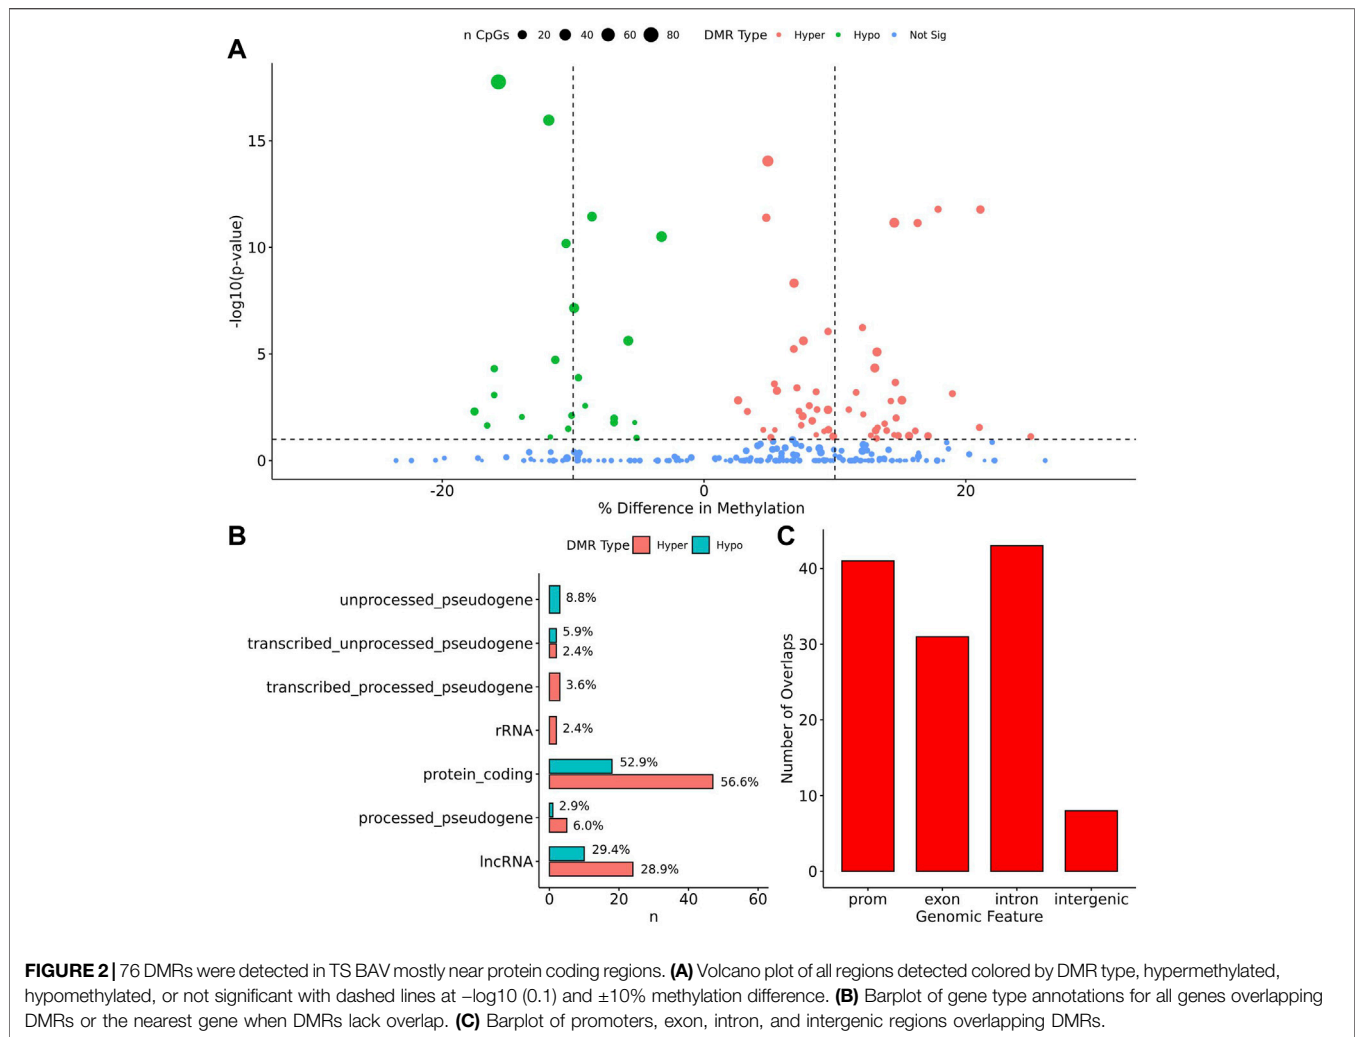 n CpGs 20 40 60 80 DMR Type Hyper Hypo Not Sig
A
-log10(p-value)
15
10
5
0
-20 0 20
% Difference in Methylation
B
DMR Type Hyper Hypo
unprocessed_pseudogene 8.8%
transcribed_unprocessed_pseudogene 5.9%
2.4%
transcribed_processed_pseudogene 3.6%
rRNA 2.4%
protein_coding 52.9%
56.6%
processed_pseudogene 2.9%
6.0%
lncRNA 29.4%
28.9%
0 20 40 60
n
C
Number of Overlaps
40
30
20
10
0
prom exon intron intergenic
Genomic Feature
FIGURE 2 | 76 DMRs were detected in TS BAV mostly near protein coding regions. (A) Volcano plot of all regions detected colored by DMR type, hypermethylated,
hypomethylated, or not significant with dashed lines at –log10 (0.1) and ±10% methylation difference. (B) Barplot of gene type annotations for all genes overlapping
DMRs or the nearest gene when DMRs lack overlap. (C) Barplot of promoters, exon, intron, and intergenic regions overlapping DMRs.